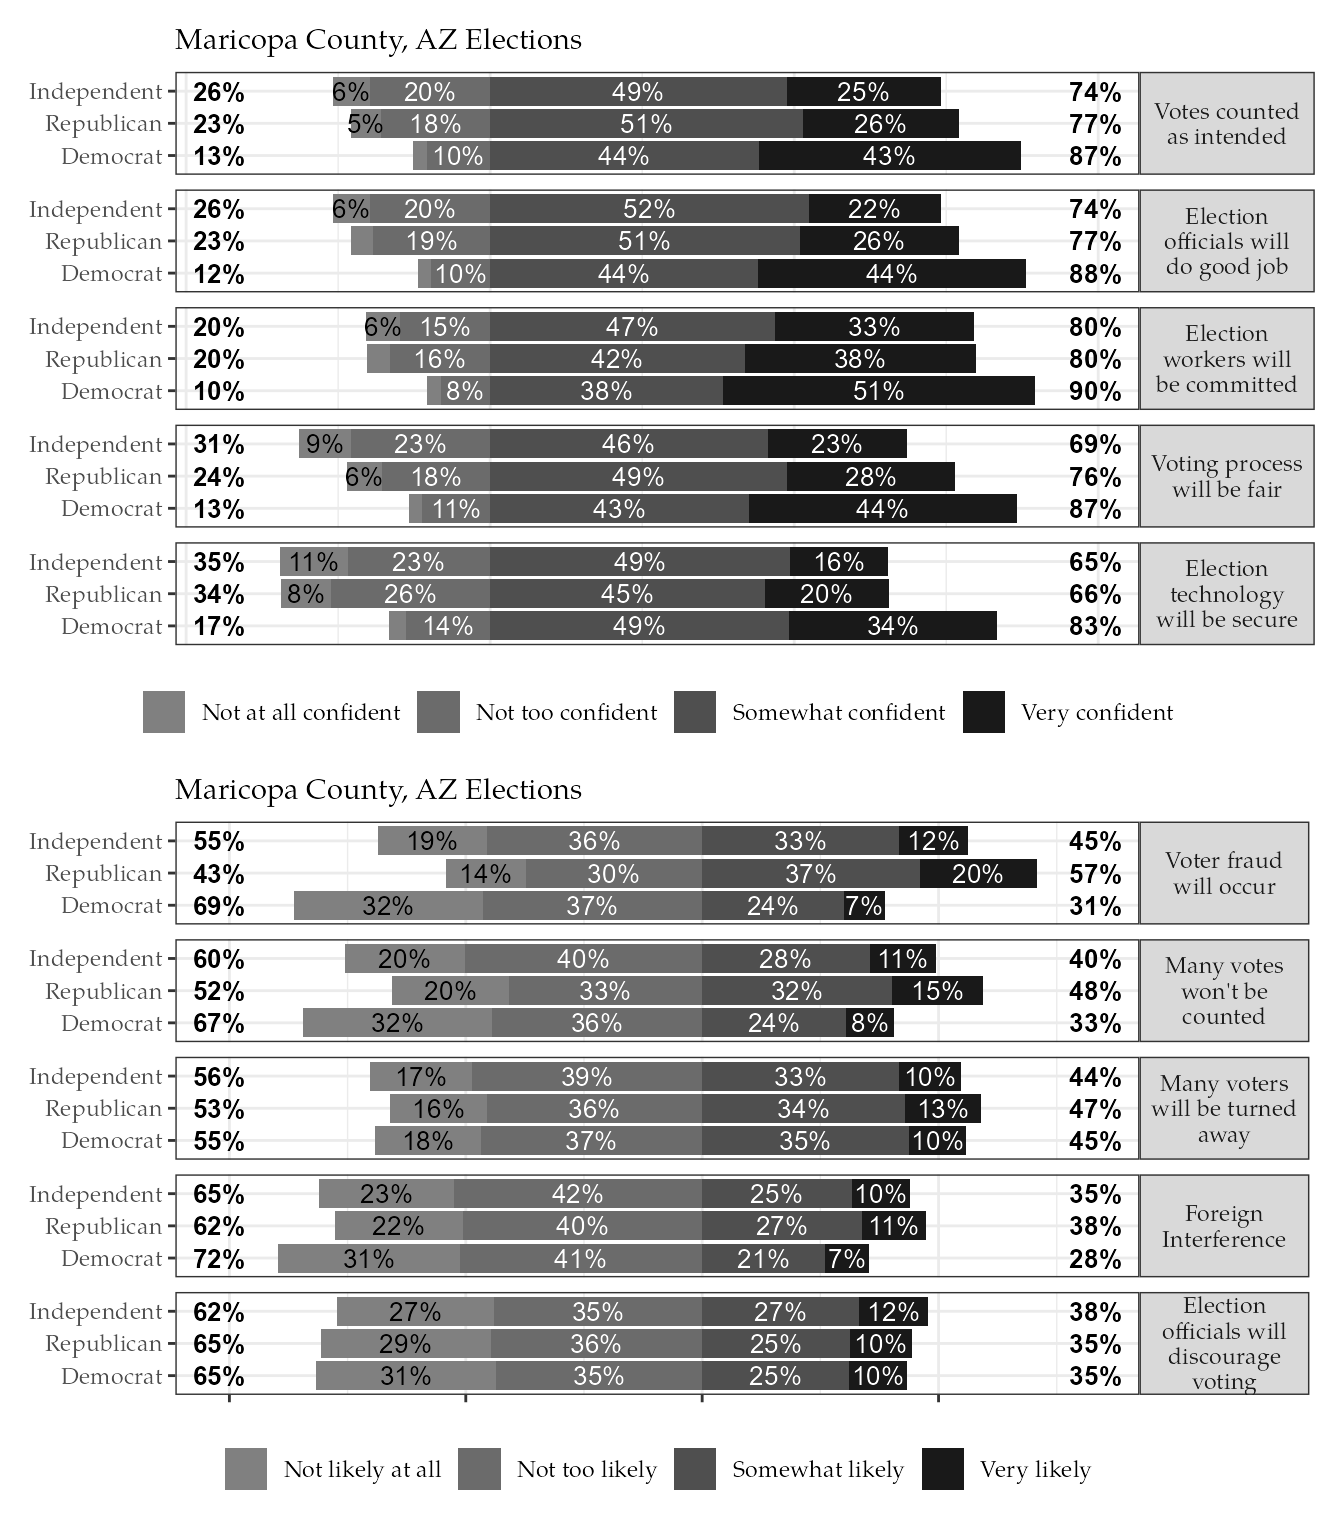 Maricopa County, AZ Elections
Independent 26% 6% 20% 49% 25% 74%
Republican 23% 5% 18% 51% 26% 77%
Democrat 13% 10% 44% 43% 87%
Votes counted
as intended
Independent 26% 6% 20% 52% 22% 74%
Republican 23% 19% 51% 26% 77%
Democrat 12% 10% 44% 44% 88%
Election
officials will
do good job
Independent 20% 6% 15% 47% 33% 80%
Republican 20% 16% 42% 38% 80%
Democrat 10% 8% 38% 51% 90%
Election
workers will
be committed
Independent 31% 9% 23% 46% 23% 69%
Republican 24% 6% 18% 49% 28% 76%
Democrat 13% 11% 43% 44% 87%
Voting process
will be fair
Independent 35% 11% 23% 49% 16% 65%
Republican 34% 8% 26% 45% 20% 66%
Democrat 17% 14% 49% 34% 83%
Election
technology
will be secure
Not at all confident Not too confident Somewhat confident Very confident
Maricopa County, AZ Elections
Independent 55% 19% 36% 33% 12% 45%
Republican 43% 14% 30% 37% 20% 57%
Democrat 69% 32% 37% 24% 7% 31%
Voter fraud
will occur
Independent 60% 20% 40% 28% 11% 40%
Republican 52% 20% 33% 32% 15% 48%
Democrat 67% 32% 36% 24% 8% 33%
Many votes
won't be
counted
Independent 56% 17% 39% 33% 10% 44%
Republican 53% 16% 36% 34% 13% 47%
Democrat 55% 18% 37% 35% 10% 45%
Many voters
will be turned
away
Independent 65% 23% 42% 25% 10% 35%
Republican 62% 22% 40% 27% 11% 38%
Democrat 72% 31% 41% 21% 7% 28%
Foreign
Interference
Independent 62% 27% 35% 27% 12% 38%
Republican 65% 29% 36% 25% 10% 35%
Democrat 65% 31% 35% 25% 10% 35%
Election
officials will
discourage
voting
Not likely at all Not too likely Somewhat likely Very likely